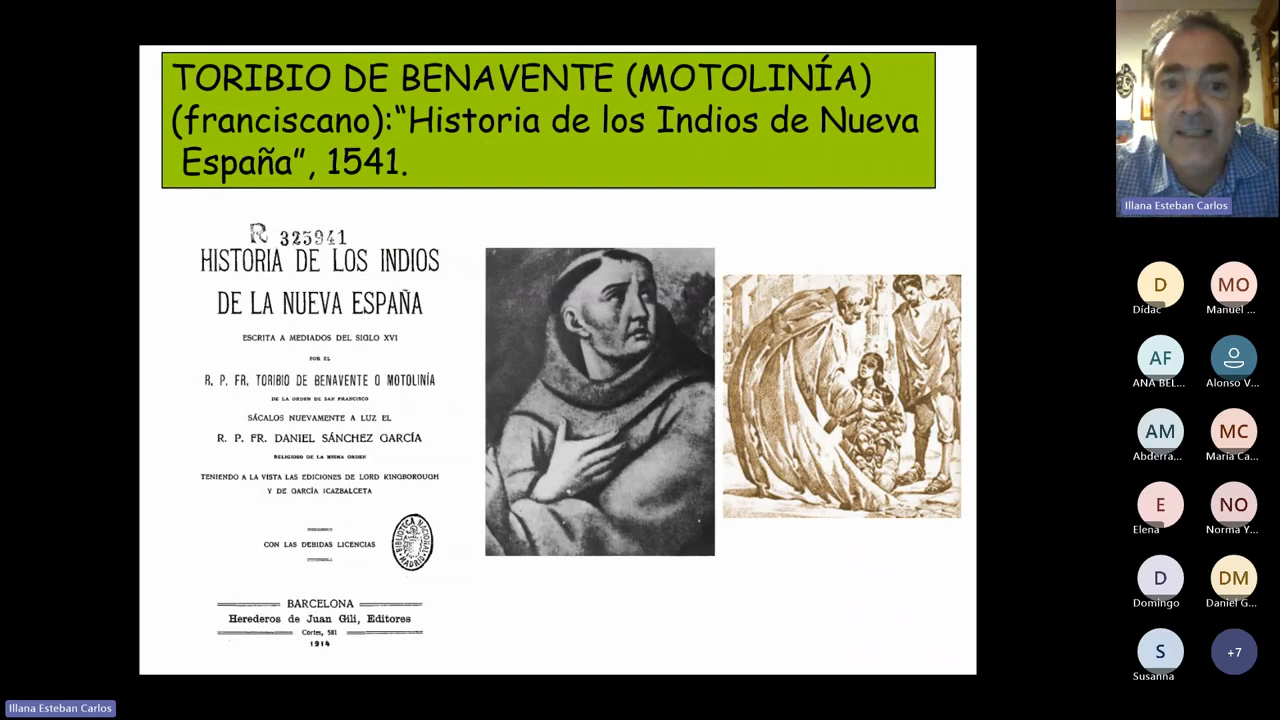 TORIBIO DE BENAVENTE (MOTOLINÍA)
(franciscano):“Historia de los Indios de Nueva
España”, 1541.
R 325941
HISTORIA DE LOS INDIOS
DE LA NUEVA ESPAÑA
ESCRITA A MEDIADOS DEL SIGLO XVI
POR EL
R. P. FR. TORIBIO DE BENAVENTE O MOTOLINÍA
DE LA ORDEN DE SAN FRANCISCO
SÁCALOS NUEVAMENTE A LUZ EL
R. P. FR. DANIEL SÁNCHEZ GARCÍA
RELIGIOSO DE LA MISMA ORDEN
TENIENDO A LA VISTA LAS EDICIONES DE LORD KINGBOROUGH
Y DE GARCÍA ICAZBALCETA
CON LAS DEBIDAS LICENCIAS
BIBLIOTECA NACIONAL
MADRID
BARCELONA
Herederos de Juan Gili, Editores
Cortes, 581
1914
Illana Esteban Carlos
D
MO
Dídac
Manuel ...
AF
ANA BEL...
Alonso V...
AM
MC
Abderra...
María Ca...
E
NO
Elena
Norma Y...
D
DM
Domingo
Daniel G...
S
+7
Susanna
Illana Esteban Carlos